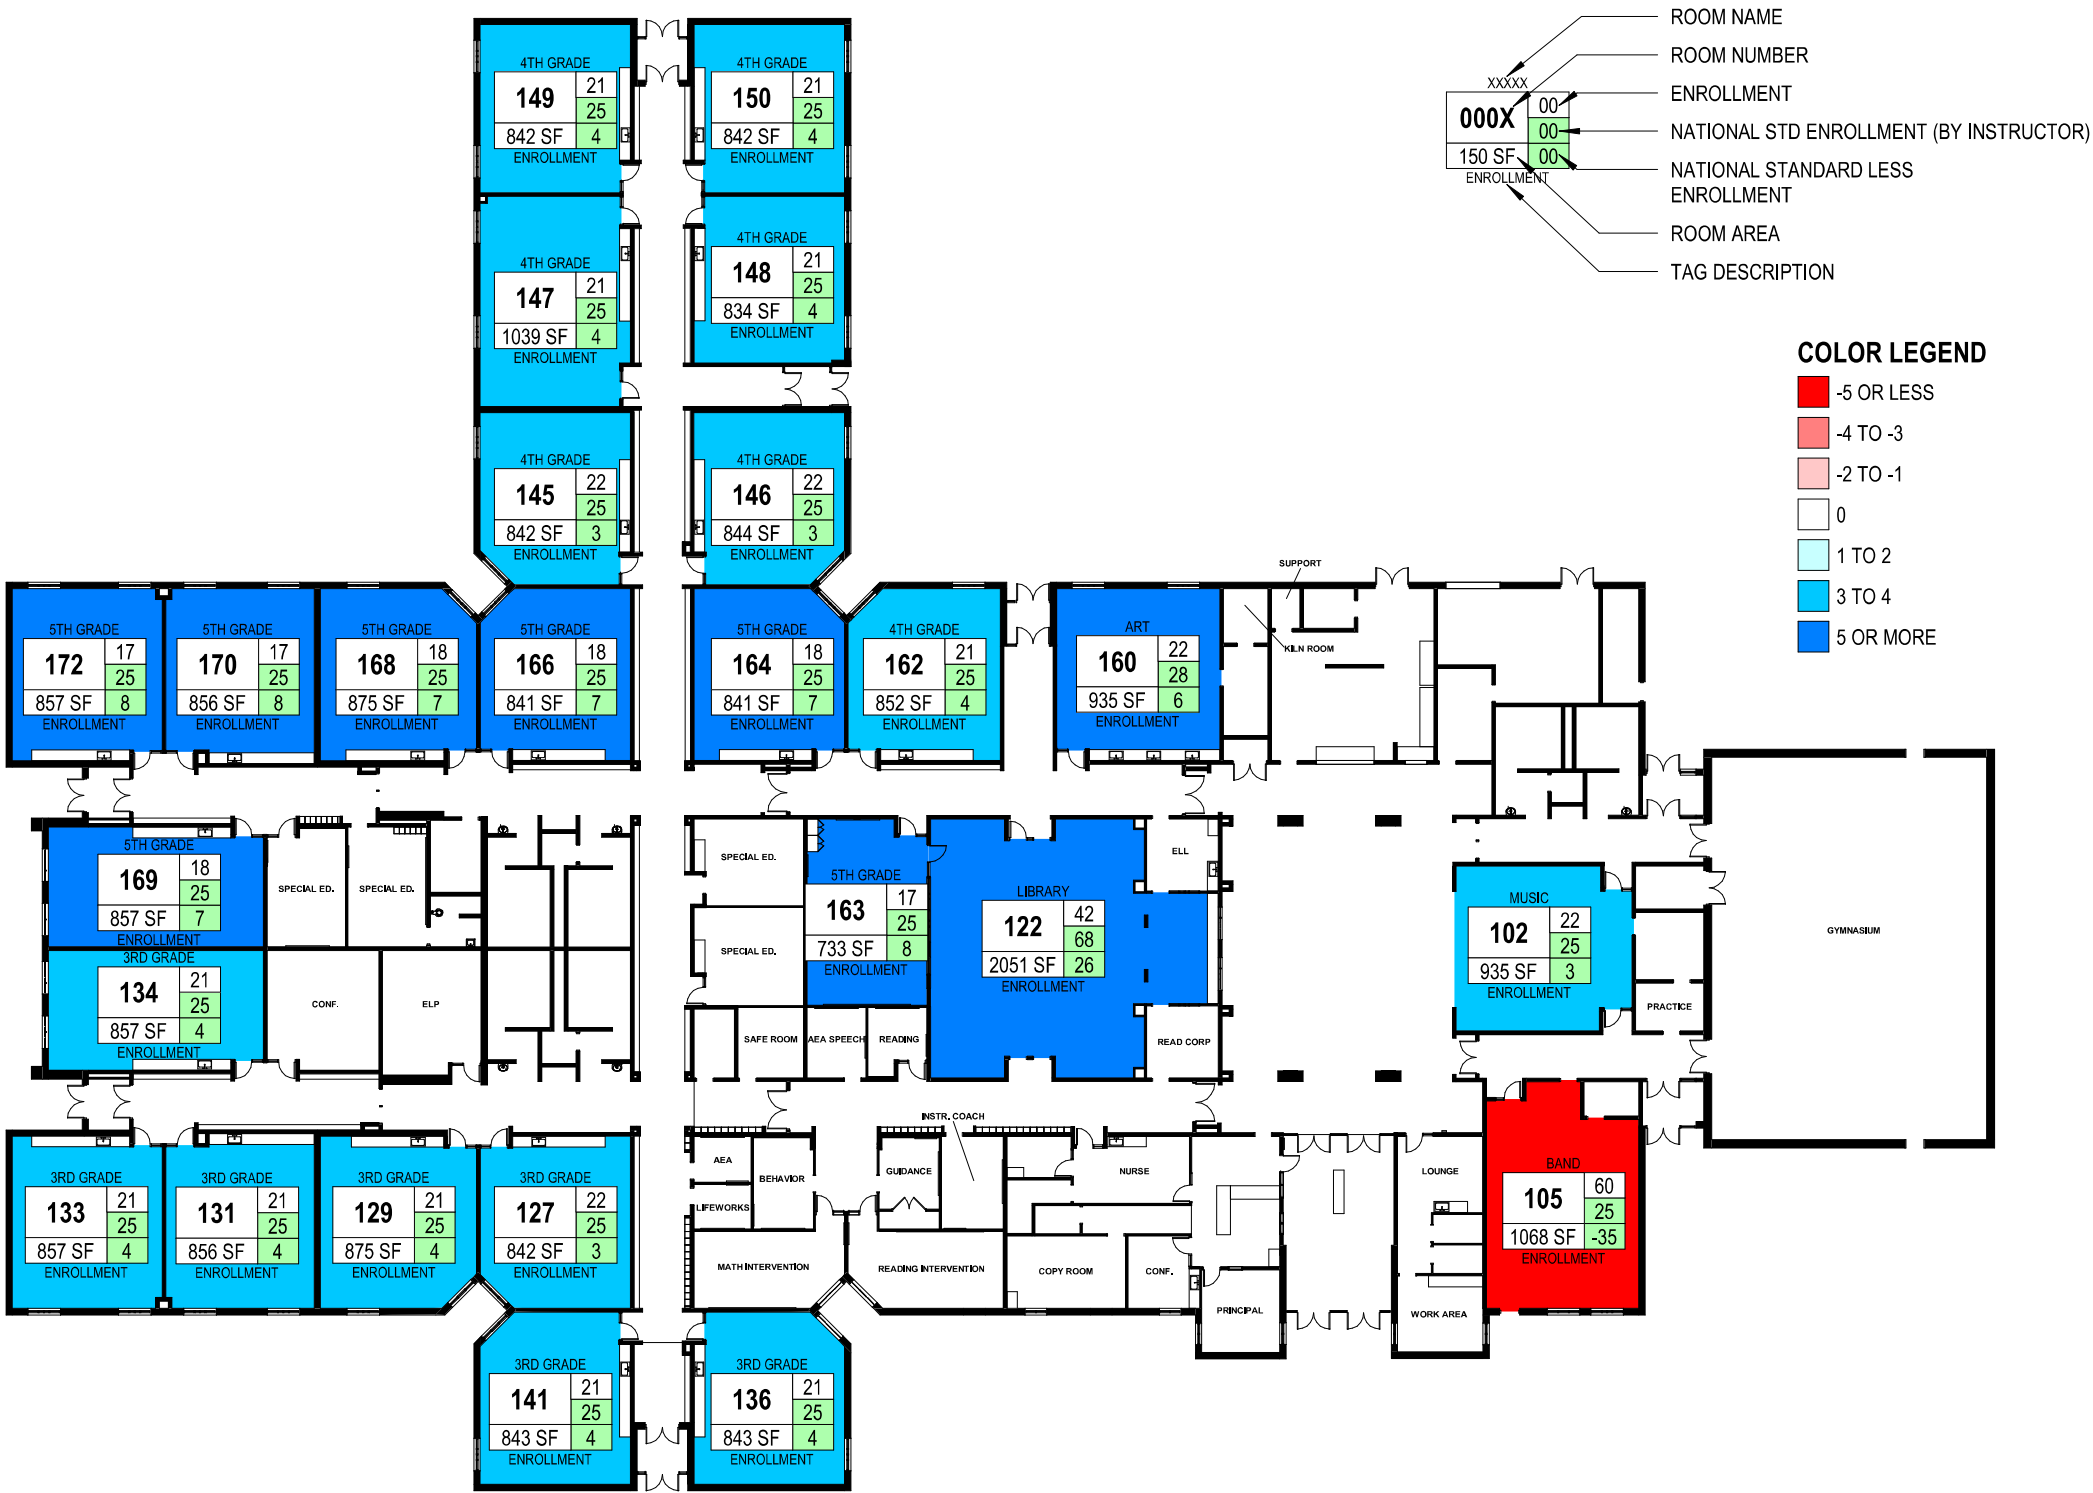 ROOM NAME
ROOM NUMBER
XXXXX
ENROLLMENT
000X
00
00
NATIONAL STD ENROLLMENT (BY INSTRUCTOR)
150 SF
00
NATIONAL STANDARD LESS
ENROLLMENT
ENROLLMENT
ROOM AREA
TAG DESCRIPTION
COLOR LEGEND
-5 OR LESS
-4 TO -3
-2 TO -1
0
1 TO 2
3 TO 4
5 OR MORE
4TH GRADE
149
21
25
842 SF
4
ENROLLMENT
4TH GRADE
150
21
25
842 SF
4
ENROLLMENT
4TH GRADE
147
21
25
1039 SF
4
ENROLLMENT
4TH GRADE
148
21
25
834 SF
4
ENROLLMENT
4TH GRADE
145
22
25
842 SF
3
ENROLLMENT
4TH GRADE
146
22
25
844 SF
3
ENROLLMENT
5TH GRADE
172
17
25
857 SF
8
ENROLLMENT
5TH GRADE
170
17
25
856 SF
8
ENROLLMENT
5TH GRADE
168
18
25
875 SF
7
ENROLLMENT
5TH GRADE
166
18
25
841 SF
7
ENROLLMENT
5TH GRADE
164
18
25
841 SF
7
ENROLLMENT
4TH GRADE
162
21
25
852 SF
4
ENROLLMENT
ART
160
22
28
935 SF
6
ENROLLMENT
SUPPORT
KILN ROOM
5TH GRADE
169
18
25
857 SF
7
ENROLLMENT
SPECIAL ED.
SPECIAL ED.
3RD GRADE
134
21
25
857 SF
4
ENROLLMENT
CONF.
ELP
SPECIAL ED.
SPECIAL ED.
5TH GRADE
163
17
25
733 SF
8
ENROLLMENT
LIBRARY
122
42
68
2051 SF
26
ENROLLMENT
ELL
SAFE ROOM
AEA SPEECH
READING
READ CORP
MUSIC
102
22
25
935 SF
3
ENROLLMENT
PRACTICE
GYMNASIUM
3RD GRADE
133
21
25
857 SF
4
ENROLLMENT
3RD GRADE
131
21
25
856 SF
4
ENROLLMENT
3RD GRADE
129
21
25
875 SF
4
ENROLLMENT
3RD GRADE
127
22
25
842 SF
3
ENROLLMENT
INSTR. COACH
AEA
BEHAVIOR
GUIDANCE
LIFEWORKS
NURSE
MATH INTERVENTION
READING INTERVENTION
COPY ROOM
CONF.
PRINCIPAL
LOUNGE
WORK AREA
BAND
105
60
25
1068 SF
-35
ENROLLMENT
3RD GRADE
141
21
25
843 SF
4
ENROLLMENT
3RD GRADE
136
21
25
843 SF
4
ENROLLMENT